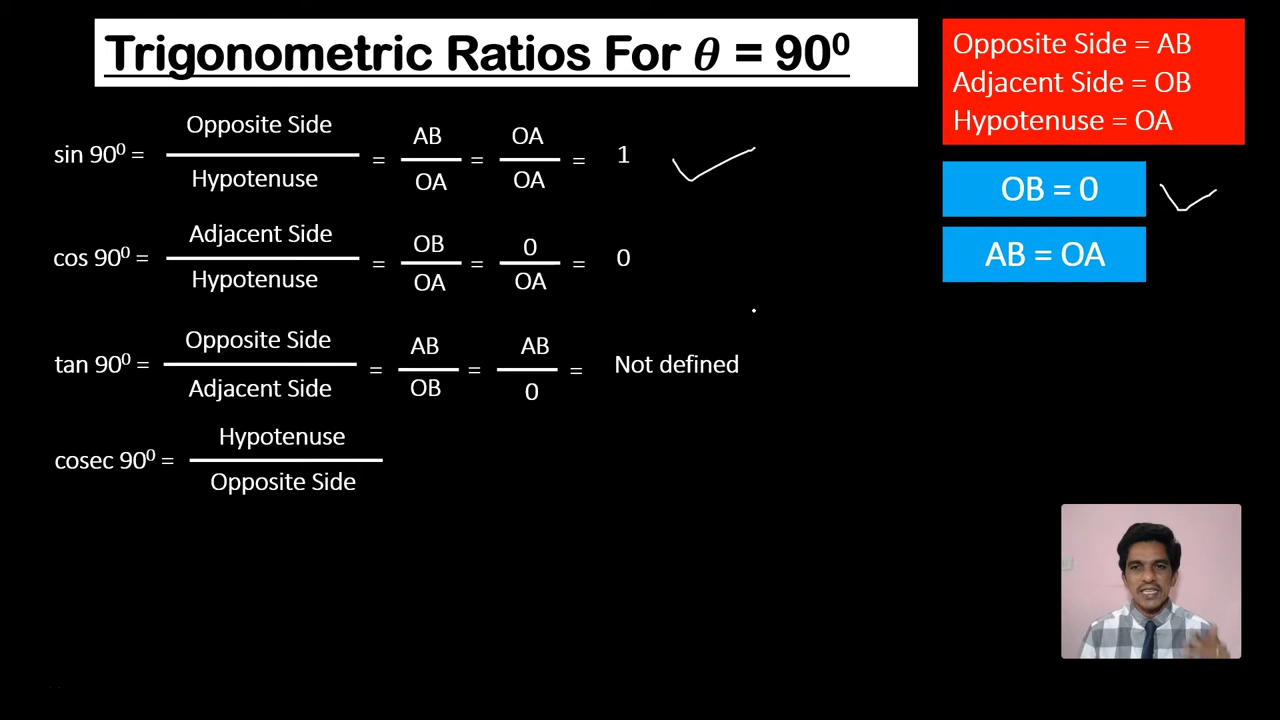 Trigonometric Ratios For θ = 90⁰
Opposite Side = AB
Adjacent Side = OB
Hypotenuse = OA
OB = 0
AB = OA
sin 90⁰ = Opposite Side / Hypotenuse = AB / OA = OA / OA = 1
cos 90⁰ = Adjacent Side / Hypotenuse = OB / OA = 0 / OA = 0
tan 90⁰ = Opposite Side / Adjacent Side = AB / OB = AB / 0 = Not defined
cosec 90⁰ = Hypotenuse / Opposite Side